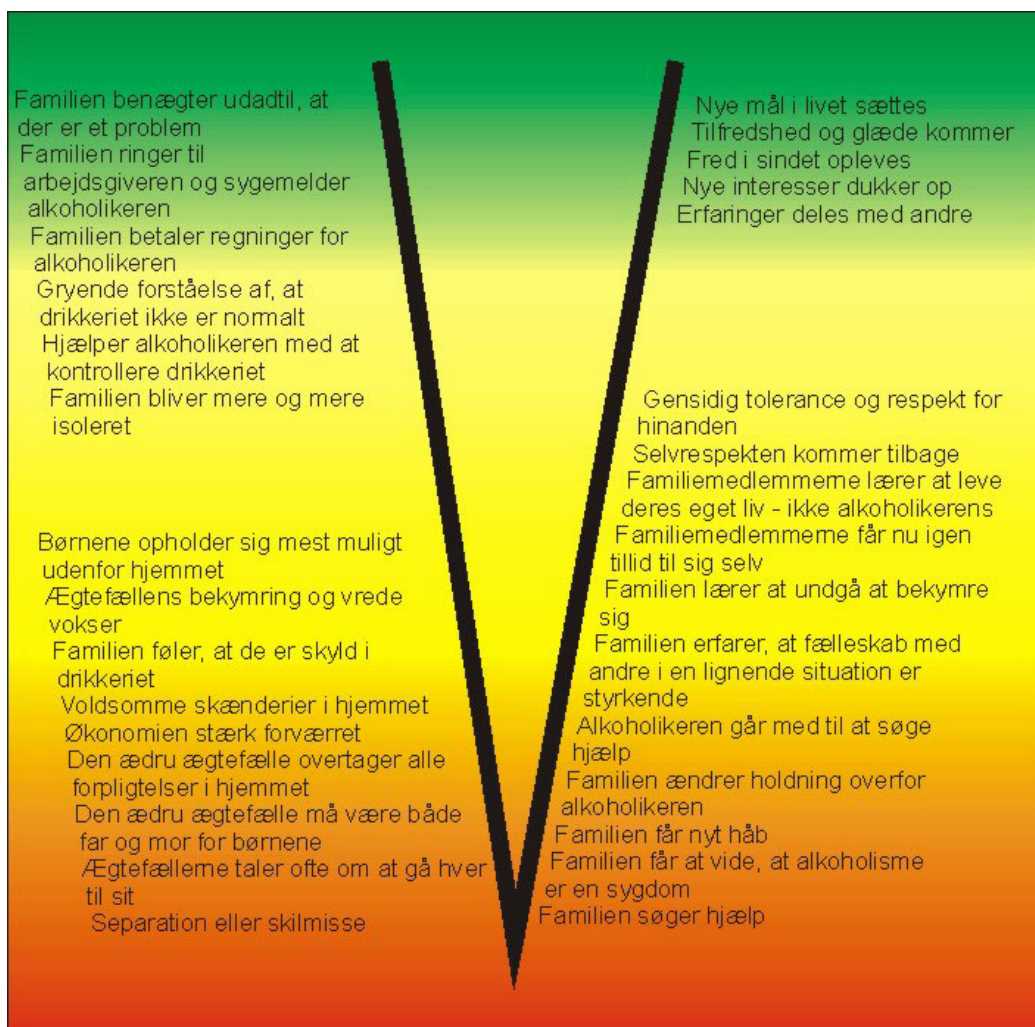 Familien benægter udadtil, at
der er et problem
Familien ringer til
arbejdsgiveren og sygemelder
alkoholikeren
Familien betaler regninger for
alkoholikeren
Gryende forståelse af, at
drikkeriet ikke er normalt
Hjælper alkoholikeren med at
kontrollere drikkeriet
Familien bliver mere og mere
isoleret
Børnene opholder sig mest muligt
udenfor hjemmet
Ægtefællens bekymring og vrede
vokser
Familien føler, at de er skyld i
drikkeriet
Voldsomme skænderier i hjemmet
Økonomien stærk forværret
Den ædru ægtefælle overtager alle
forpligtelser i hjemmet
Den ædru ægtefælle må være både
far og mor for børnene
Ægtefællerne taler ofte om at gå hver
til sit
Separation eller skilmisse
Nye mål i livet sættes
Tilfredshed og glæde kommer
Fred i sindet opleves
Nye interesser dukker op
Erfaringer deles med andre
Gensidig tolerance og respekt for
hinanden
Selvrespekten kommer tilbage
Familiemedlemmerne lærer at leve
deres eget liv - ikke alkoholikerens
Familiemedlemmerne får nu igen
tillid til sig selv
Familien lærer at undgå at bekymre
sig
Familien erfarer, at fælleskab med
andre i en lignende situation er
styrkende
Alkoholikeren går med til at søge
hjælp
Familien ændrer holdning overfor
alkoholikeren
Familien får nyt håb
Familien får at vide, at alkoholisme
er en sygdom
Familien søger hjælp